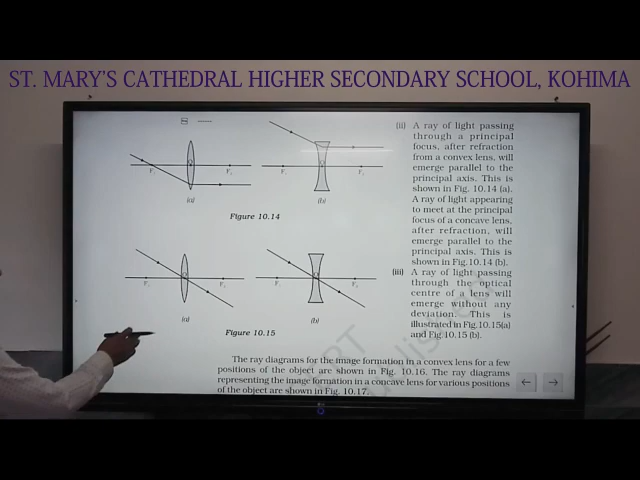 ST. MARY'S CATHEDRAL HIGHER SECONDARY SCHOOL, KOHIMA
(a)
(b)
Figure 10.14
(a)
(b)
Figure 10.15
(ii) A ray of light passing
through a principal
focus, after refraction
from a convex lens, will
emerge parallel to the
principal axis. This is
shown in Fig. 10.14 (a).
A ray of light appearing
to meet at the principal
focus of a concave lens,
after refraction, will
emerge parallel to the
principal axis. This is
shown in Fig.10.14 (b).
(iii) A ray of light passing
through the optical
centre of a lens will
emerge without any
deviation. This is
illustrated in Fig.10.15(a)
and Fig.10.15 (b).
The ray diagrams for the image formation in a convex lens for a few
positions of the object are shown in Fig. 10.16. The ray diagrams
representing the image formation in a concave lens for various positions
of the object are shown in Fig. 10.17.